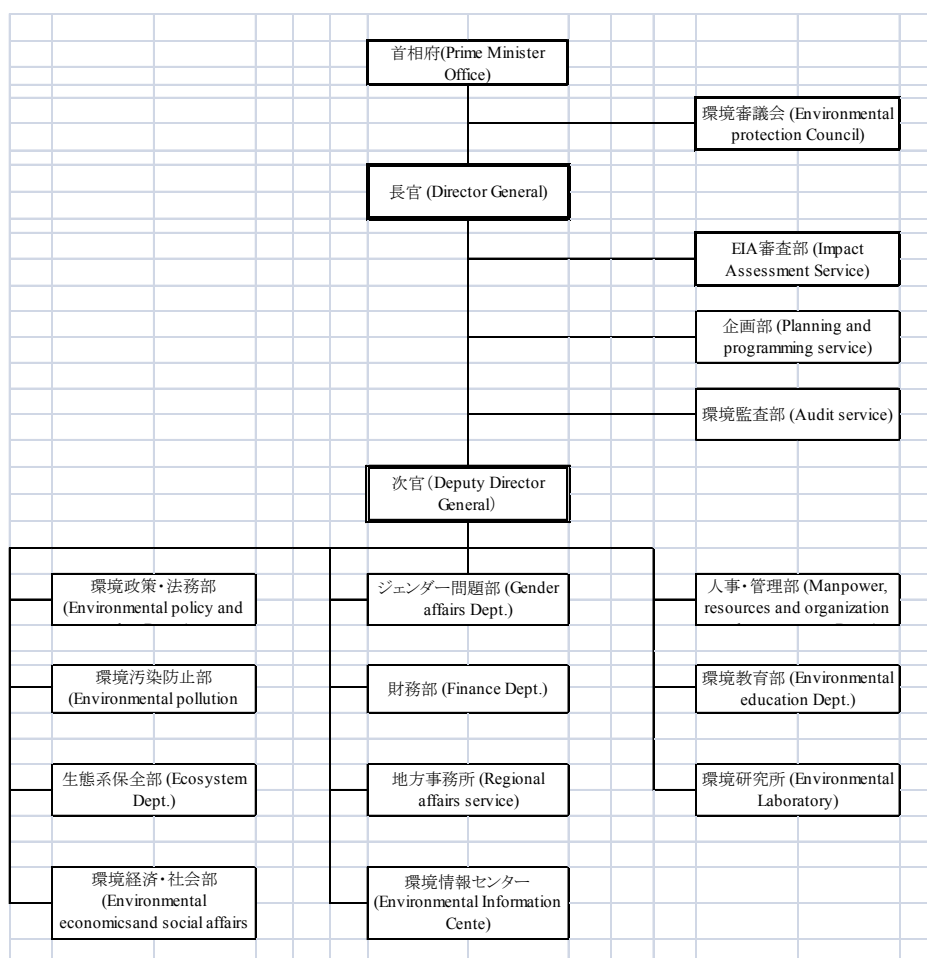 首相府(Prime Minister
Office)
環境審議会 (Environmental
protection Council)
長官 (Director General)
EIA審査部 (Impact
Assessment Service)
企画部 (Planning and
programming service)
環境監査部 (Audit service)
次官（Deputy Director
General）
環境政策・法務部
(Environmental policy and
ジェンダー問題部 (Gender
affairs Dept.)
人事・管理部 (Manpower,
resources and organization
環境汚染防止部
(Environmental pollution
財務部 (Finance Dept.)
環境教育部 (Environmental
education Dept.)
生態系保全部 (Ecosystem
Dept.)
地方事務所 (Regional
affairs service)
環境研究所 (Environmental
Laboratory)
環境経済・社会部
(Environmental
economicsand social affairs
環境情報センター
(Environmental Information
Cente)